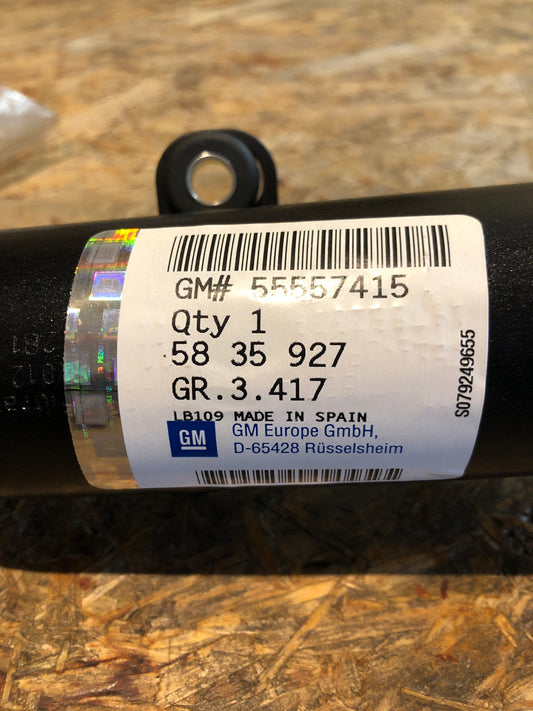 GM# 55557415
Qty 1
58 35 927
GR.3.417
LB109 MADE IN SPAIN
GM
GM Europe GmbH,
D-65428 Rüsselsheim
S079249655